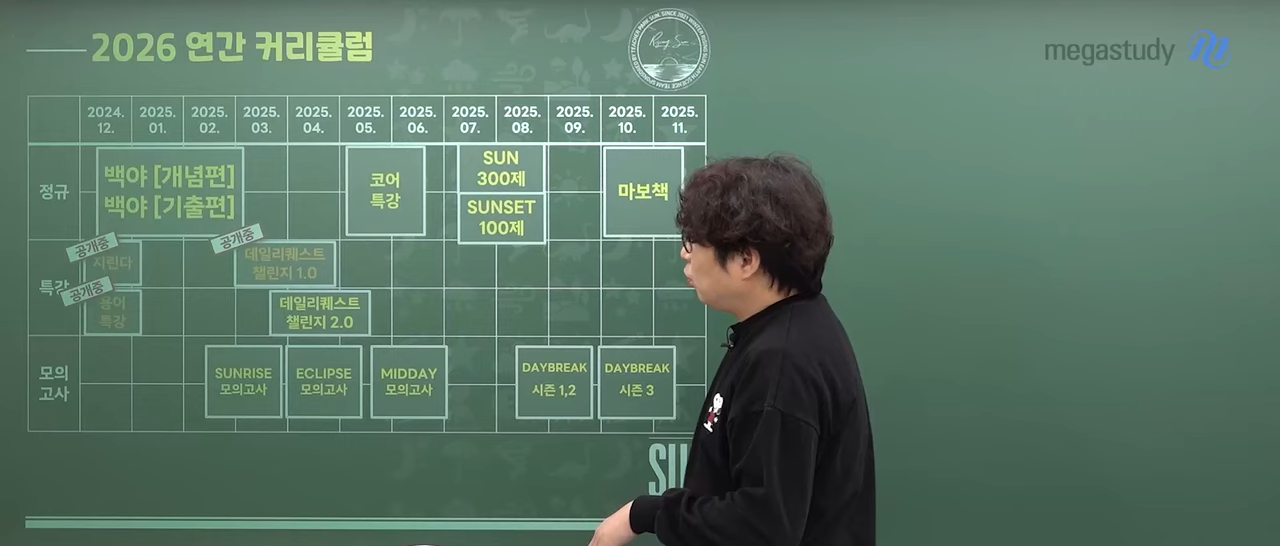 2026 연간 커리큘럼
megastudy
2024. 12.
2025. 01.
2025. 02.
2025. 03.
2025. 04.
2025. 05.
2025. 06.
2025. 07.
2025. 08.
2025. 09.
2025. 10.
2025. 11.
정규
백야 [개념편]
백야 [기출편]
코어
특강
SUN
300제
SUNSET
100제
마보책
특강
공개중
지린다
공개중
데일리퀘스트
챌린지 1.0
공개중
용이
특강
데일리퀘스트
챌린지 2.0
모의
고사
SUNRISE
모의고사
ECLIPSE
모의고사
MIDDAY
모의고사
DAYBREAK
시즌 1,2
DAYBREAK
시즌 3
SU